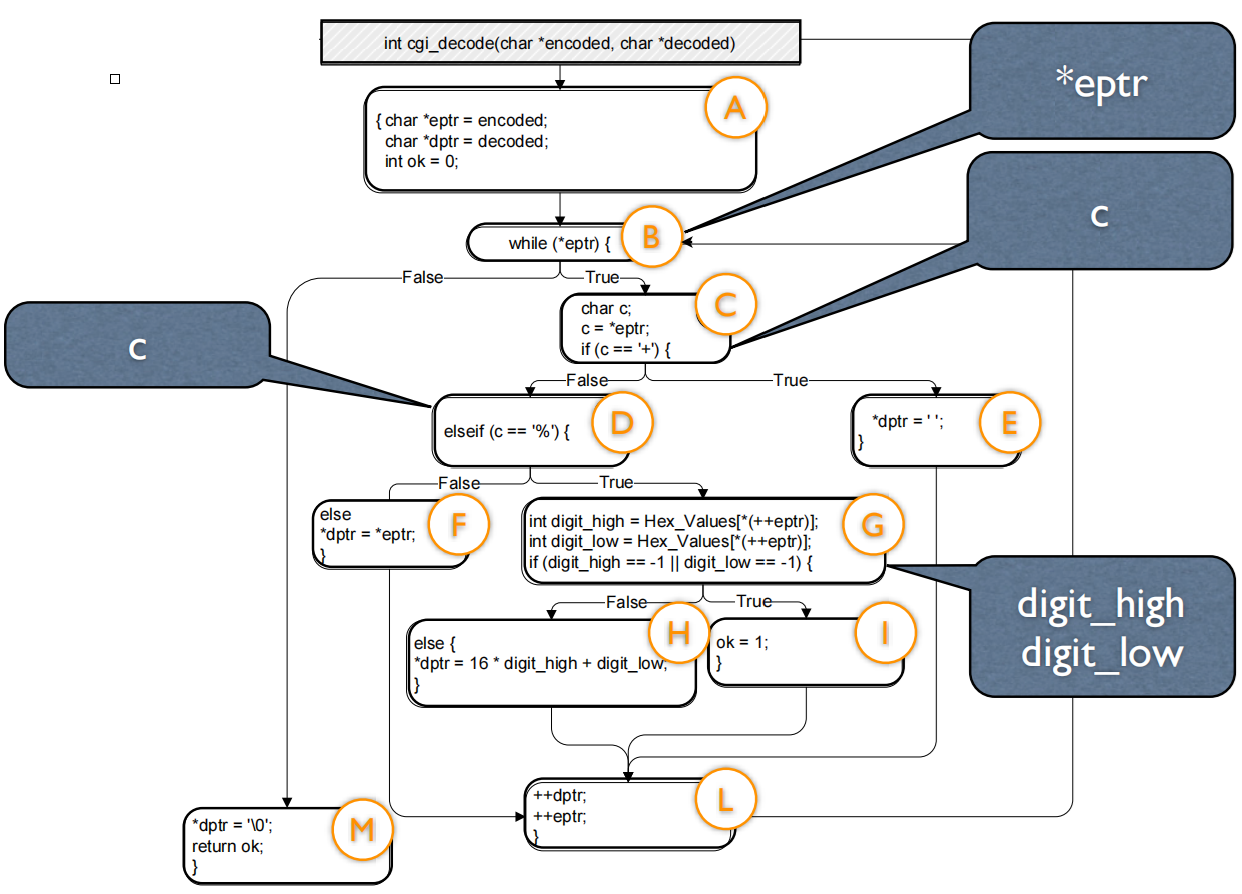 int cgi_decode(char *encoded, char *decoded)
*eptr
A
{ char *eptr = encoded;
char *dptr = decoded;
int ok = 0;
c
while (*eptr) {
B
False
True
C
char c;
c = *eptr;
if (c == '+') {
c
False
True
elseif (c == '%') {
D
*dptr = ' ';
}
E
False
True
else
*dptr = *eptr;
}
F
int digit_high = Hex_Values[*(++eptr)];
int digit_low = Hex_Values[*(++eptr)];
if (digit_high == -1 || digit_low == -1) {
G
digit_high
digit_low
False
True
else {
*dptr = 16 * digit_high + digit_low;
}
H
ok = 1;
}
I
++dptr;
++eptr;
}
L
*dptr = '\0';
return ok;
}
M